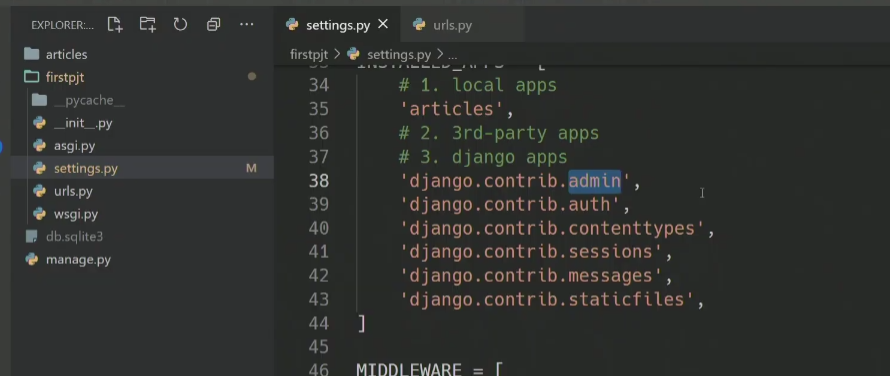 EXPLORER:...
articles
firstpjt
__pycache__
__init__.py
asgi.py
settings.py M
urls.py
wsgi.py
db.sqlite3
manage.py
settings.py
urls.py
firstpjt > settings.py > ...
33 INSTALLED_APPS = [
34 # 1. local apps
35 'articles',
36 # 2. 3rd-party apps
37 # 3. django apps
38 'django.contrib.admin',
39 'django.contrib.auth',
40 'django.contrib.contenttypes',
41 'django.contrib.sessions',
42 'django.contrib.messages',
43 'django.contrib.staticfiles',
44 ]
45
46 MIDDLEWARE = [